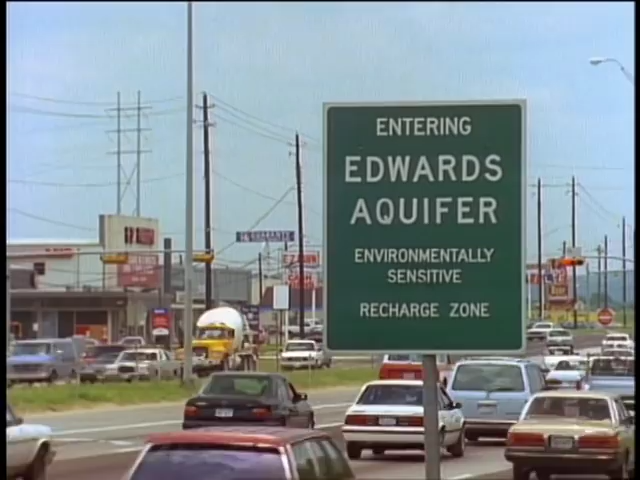 ENTERING
EDWARDS
AQUIFER
ENVIRONMENTALLY
SENSITIVE
RECHARGE ZONE